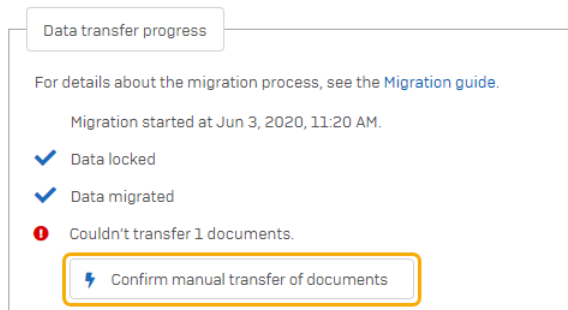 Data transfer progress
For details about the migration process, see the Migration guide.
Migration started at Jun 3, 2020, 11:20 AM.
Data locked
Data migrated
Couldn't transfer 1 documents.
Confirm manual transfer of documents